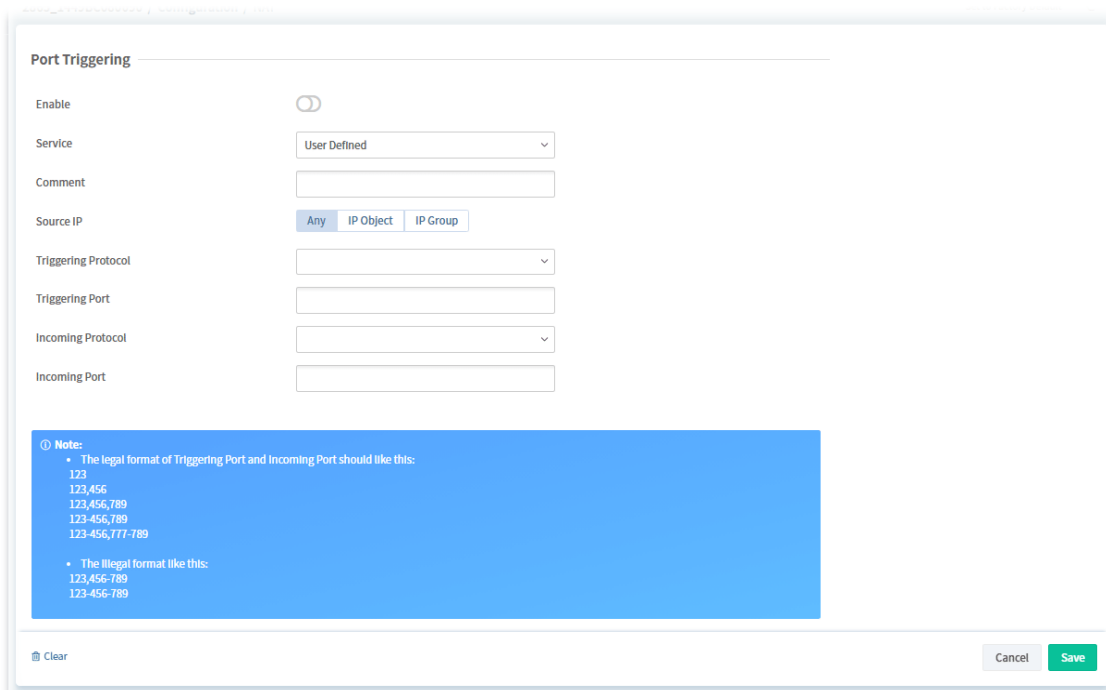 Port Triggering
Enable
Service User Defined
Comment
Source IP Any IP Object IP Group
Triggering Protocol
Triggering Port
Incoming Protocol
Incoming Port
Note:
• The legal format of Triggering Port and Incoming Port should like this:
123
123,456
123,456,789
123-456,789
123-456,777-789
• The illegal format like this:
123,456-789
123-456-789
Clear Cancel Save